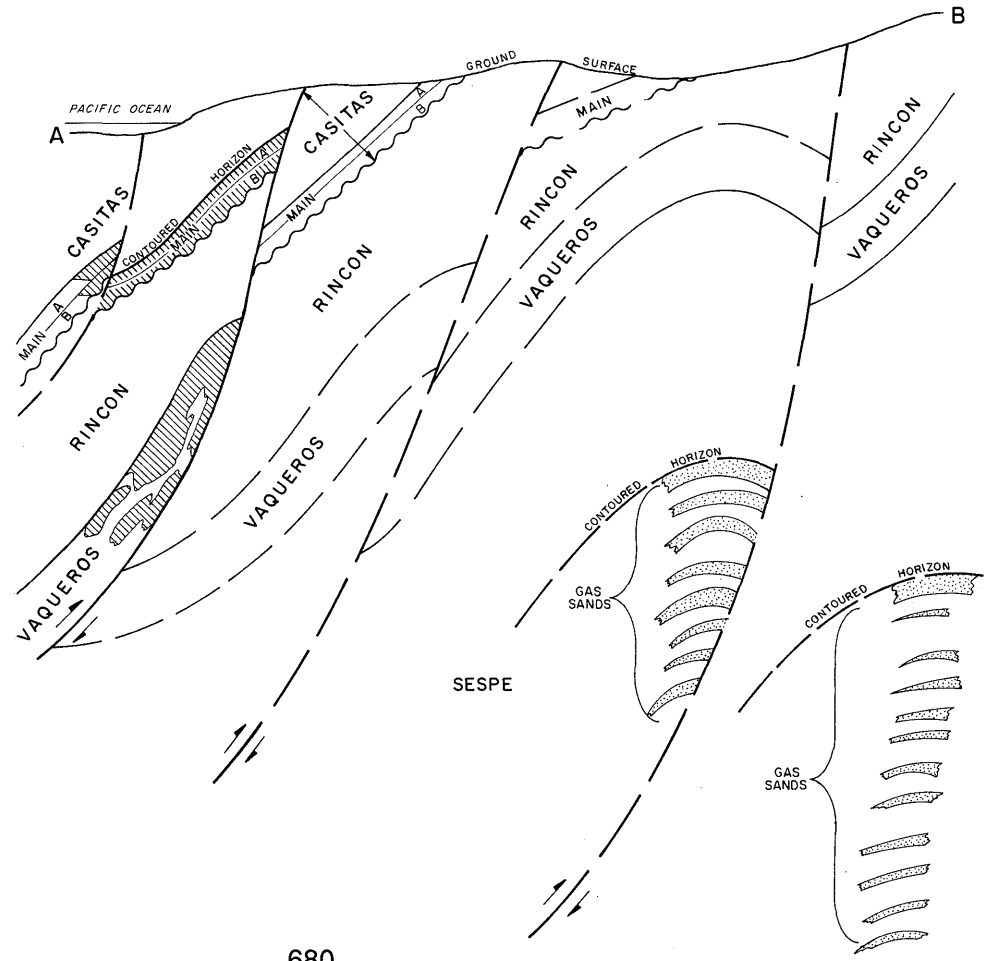 B
GROUND
SURFACE
PACIFIC OCEAN
A
MAIN
CASITAS
A
B
HORIZON
A
B
CONTOURED
MAIN
MAIN
CASITAS
A
B
MAIN
RINCON
RINCON
VAQUEROS
RINCON
VAQUEROS
RINCON
RINCON
VAQUEROS
VAQUEROS
CONTOURED
HORIZON
GAS
SANDS
SESPE
CONTOURED
HORIZON
GAS
SANDS
680